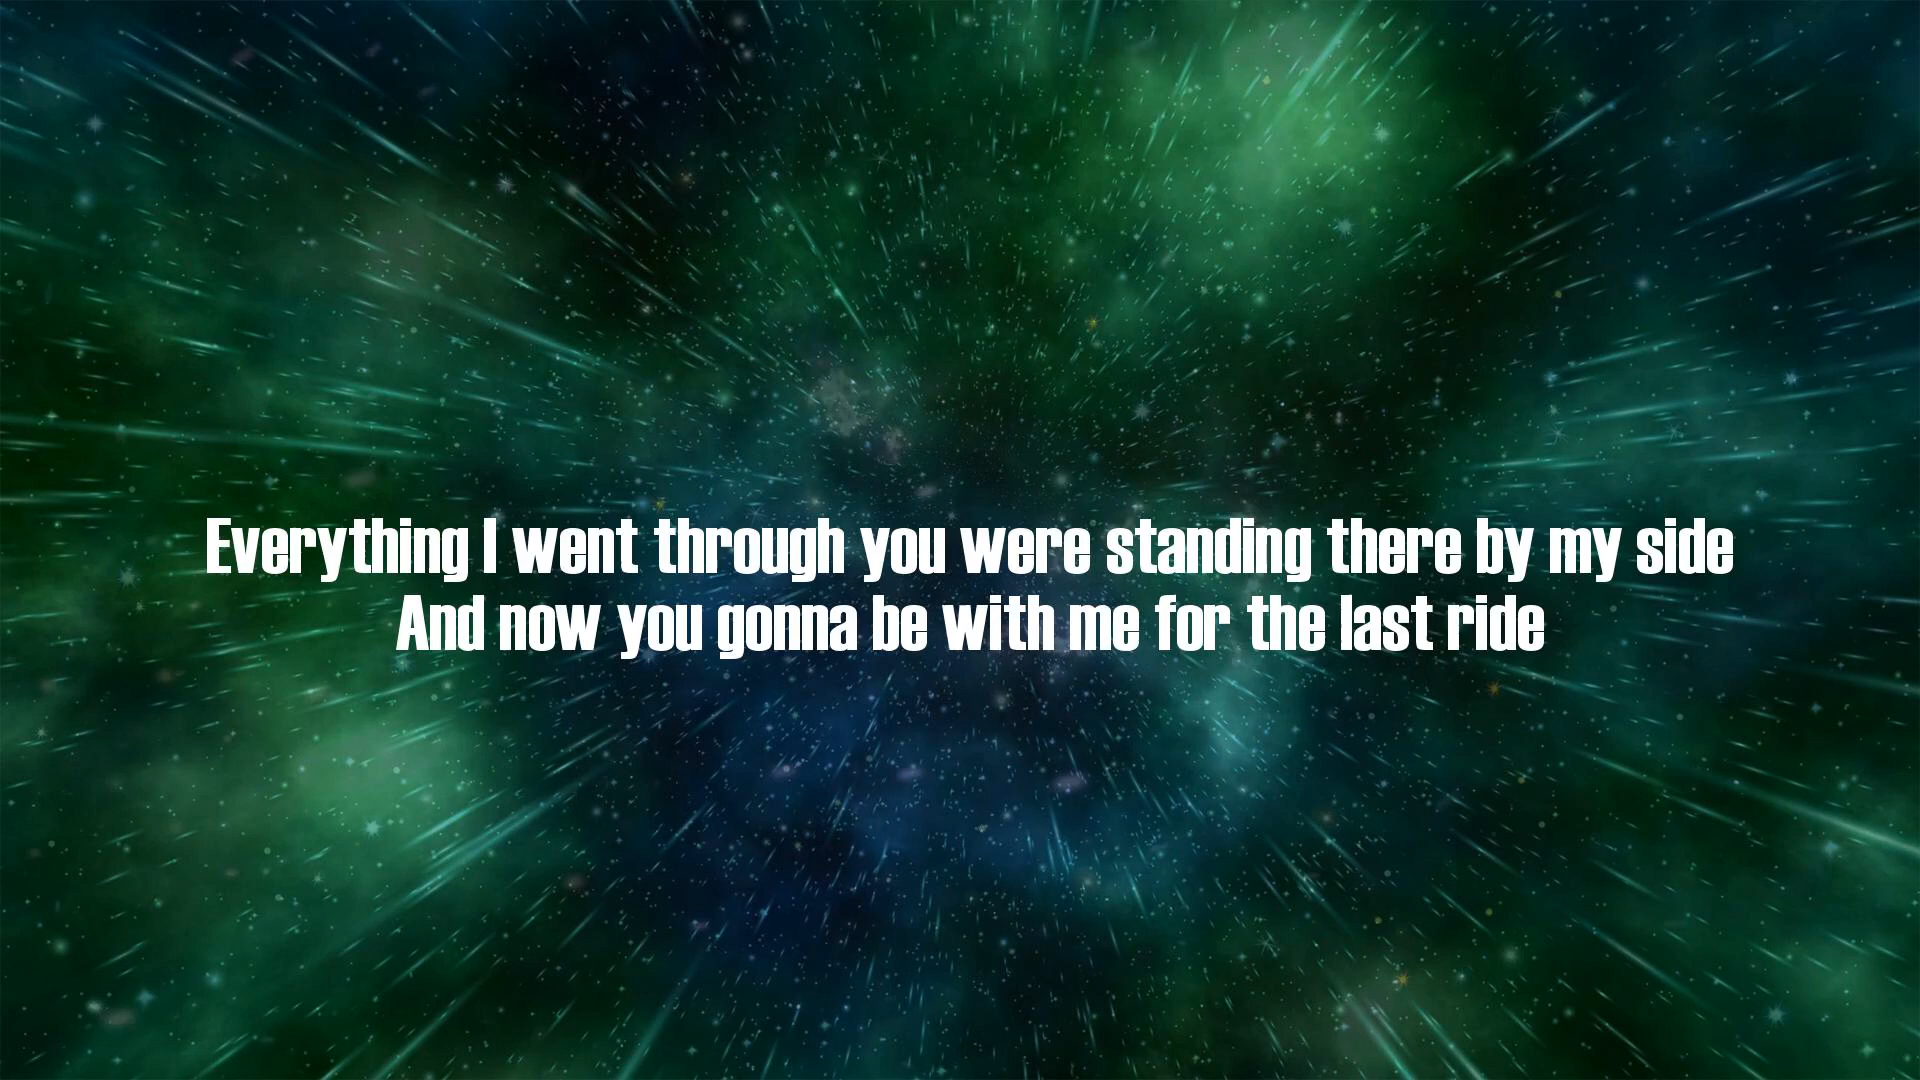 Everything I went through you were standing there by my side
And now you gonna be with me for the last ride